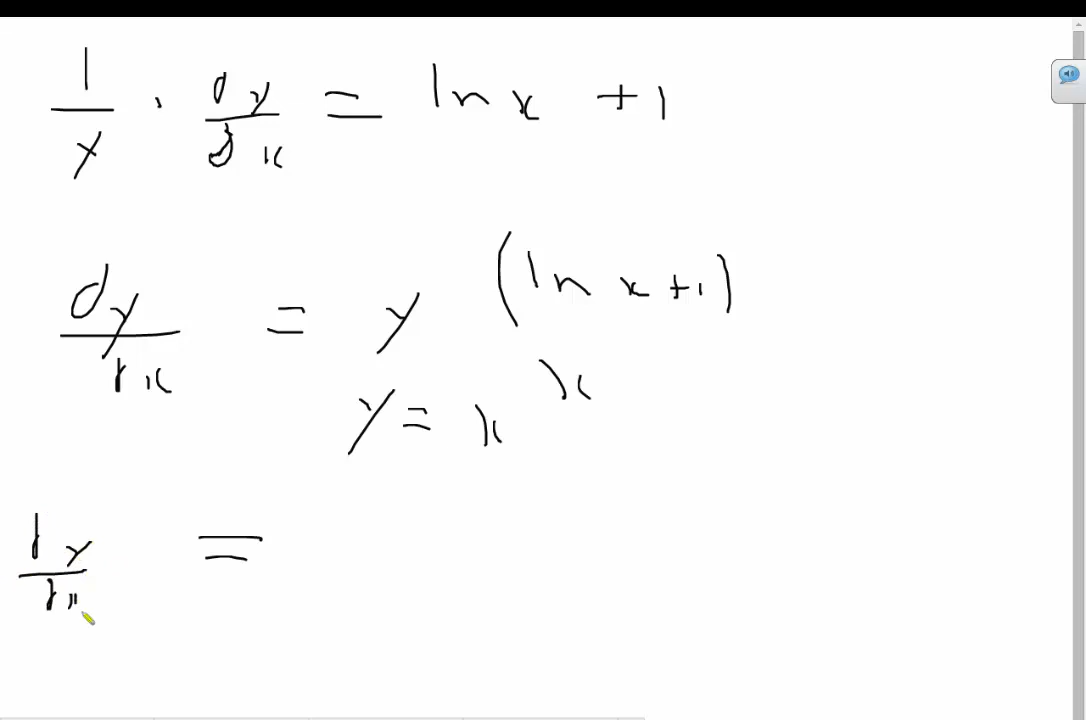 1/y · dy/dx = ln x + 1
dy/dx = y (ln x + 1)
y = x^x
dy/dx =